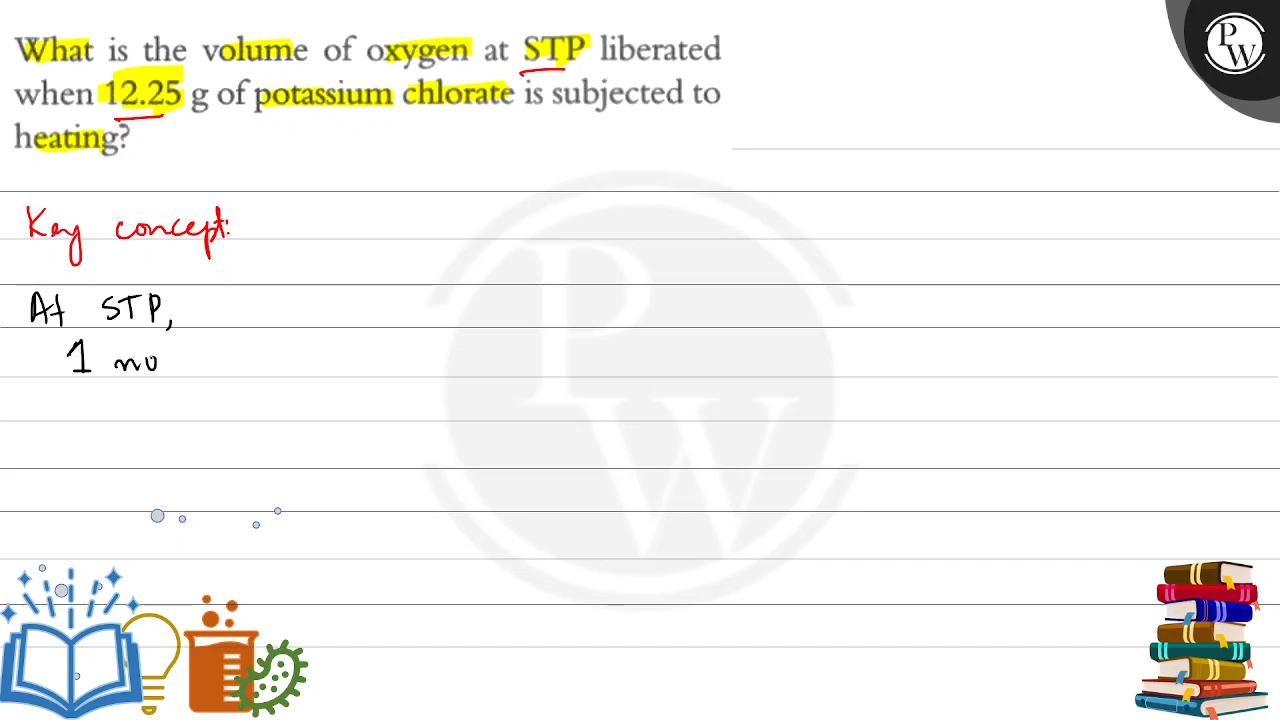 What is the volume of oxygen at STP liberated
when 12.25 g of potassium chlorate is subjected to
heating?
Key concept:
At STP,
1 mo
P
W
P
W